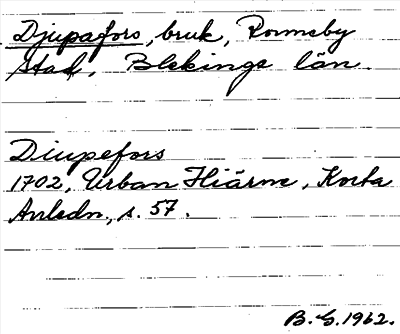 Djupafors, bruk, Ronneby
stad, Blekinge län.
Diupefors
1702, Urban Hiärne, Korta
Anledn, s. 57.
B.G. 1962.